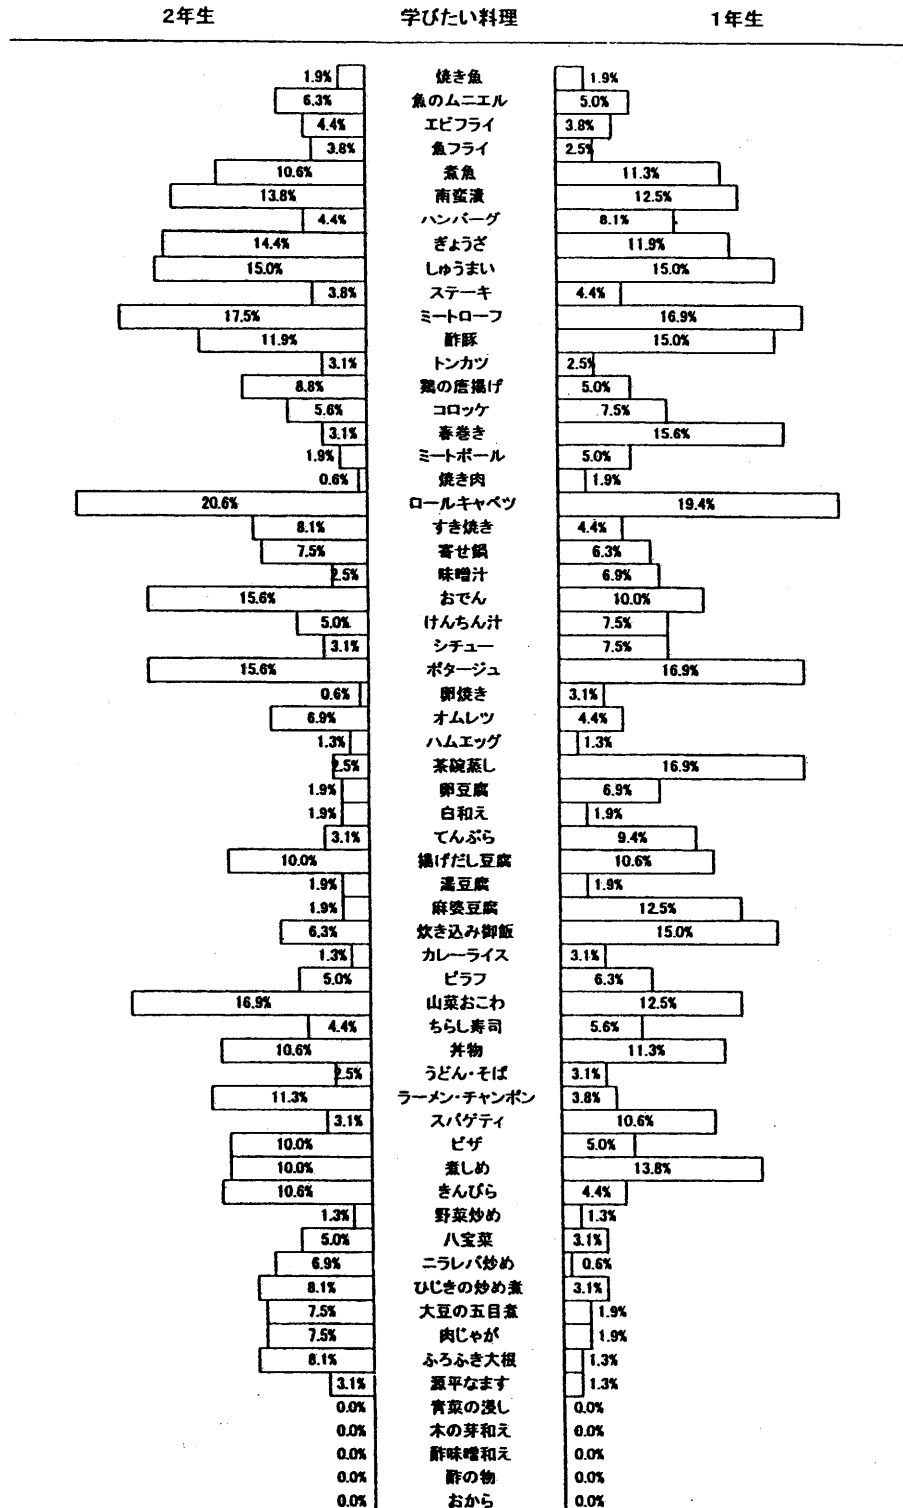 2年生 学びたい料理 1年生
1.9% 焼き魚 1.9%
6.3% 魚のムニエル 5.0%
4.4% エビフライ 3.8%
3.8% 魚フライ 2.5%
10.6% 煮魚 11.3%
13.8% 南蛮漬 12.5%
4.4% ハンバーグ 8.1%
14.4% ぎょうざ 11.9%
15.0% しゅうまい 15.0%
3.8% ステーキ 4.4%
17.5% ミートローフ 16.9%
11.9% 酢豚 15.0%
3.1% トンカツ 2.5%
8.8% 鶏の唐揚げ 5.0%
5.6% コロッケ 7.5%
3.1% 春巻き 15.6%
1.9% ミートボール 5.0%
0.6% 焼き肉 1.9%
20.6% ロールキャベツ 19.4%
8.1% すき焼き 4.4%
7.5% 寄せ鍋 6.3%
2.5% 味噌汁 6.9%
15.6% おでん 10.0%
5.0% けんちん汁 7.5%
3.1% シチュー 7.5%
15.6% ポタージュ 16.9%
0.6% 卵焼き 3.1%
6.9% オムレツ 4.4%
1.3% ハムエッグ 1.3%
2.5% 茶碗蒸し 16.9%
1.9% 卵豆腐 6.9%
1.9% 白和え 1.9%
3.1% てんぷら 9.4%
10.0% 揚げだし豆腐 10.6%
1.9% 湯豆腐 1.9%
1.9% 麻婆豆腐 12.5%
6.3% 炊き込み御飯 15.0%
1.3% カレーライス 3.1%
5.0% ピラフ 6.3%
16.9% 山菜おこわ 12.5%
4.4% ちらし寿司 5.6%
10.6% 丼物 11.3%
2.5% うどん・そば 3.1%
11.3% ラーメン・チャンポン 3.8%
3.1% スパゲティ 10.6%
10.0% ピザ 5.0%
10.0% 煮しめ 13.8%
10.6% きんぴら 4.4%
1.3% 野菜炒め 1.3%
5.0% 八宝菜 3.1%
6.9% ニラレバ炒め 0.6%
8.1% ひじきの炒め煮 3.1%
7.5% 大豆の五目煮 1.9%
7.5% 肉じゃが 1.9%
8.1% ふろふき大根 1.3%
3.1% 源平なます 1.3%
0.0% 青菜の浸し 0.0%
0.0% 木の芽和え 0.0%
0.0% 酢味噌和え 0.0%
0.0% 酢の物 0.0%
0.0% おから 0.0%